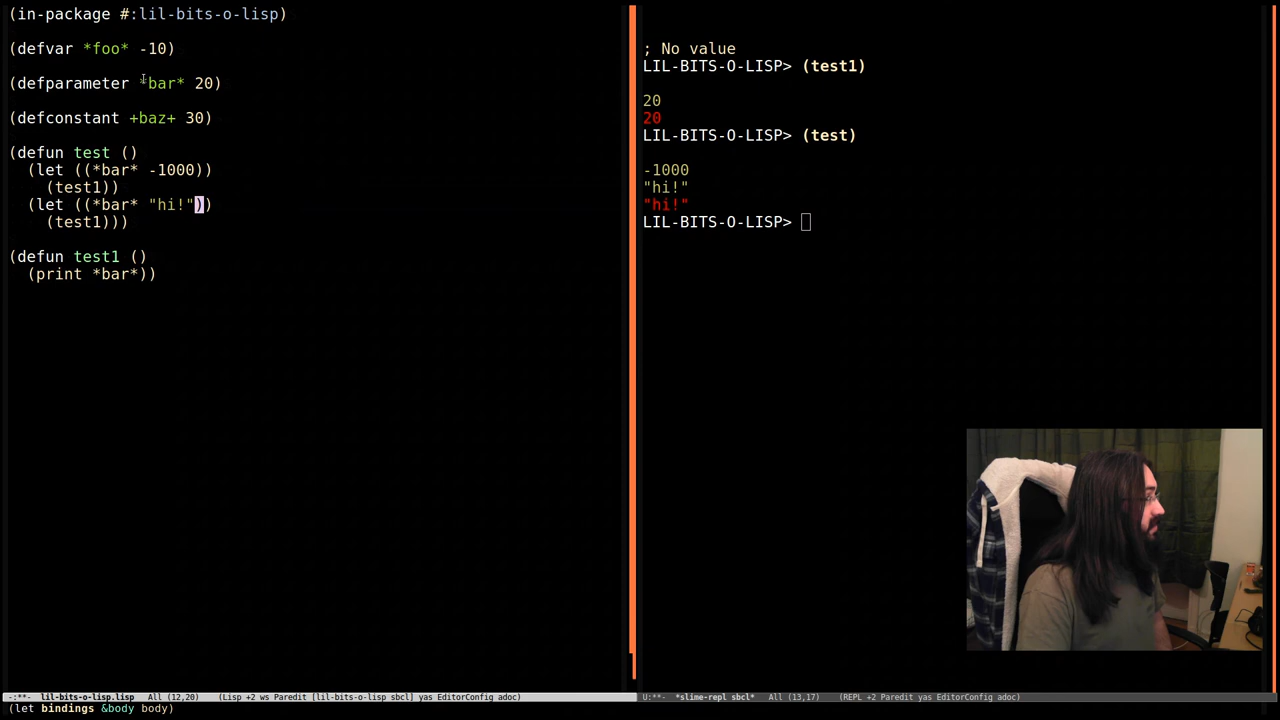 (in-package #:lil-bits-o-lisp)
(defvar *foo* -10)
(defparameter *bar* 20)
(defconstant +baz+ 30)
(defun test ()
  (let ((*bar* -1000))
    (test1))
  (let ((*bar* "hi!"))
    (test1)))
(defun test1 ()
  (print *bar*))
; No value
LIL-BITS-O-LISP> (test1)
20
20
LIL-BITS-O-LISP> (test)
-1000
"hi!"
"hi!"
LIL-BITS-O-LISP>
-:**-  lil-bits-o-lisp.lisp   All (12,20)   (Lisp +2 ws Paredit [lil-bits-o-lisp sbcl] yas EditorConfig adoc)
U:**-  *slime-repl sbcl*   All (13,17)   (REPL +2 Paredit yas EditorConfig adoc)
(let bindings &body body)